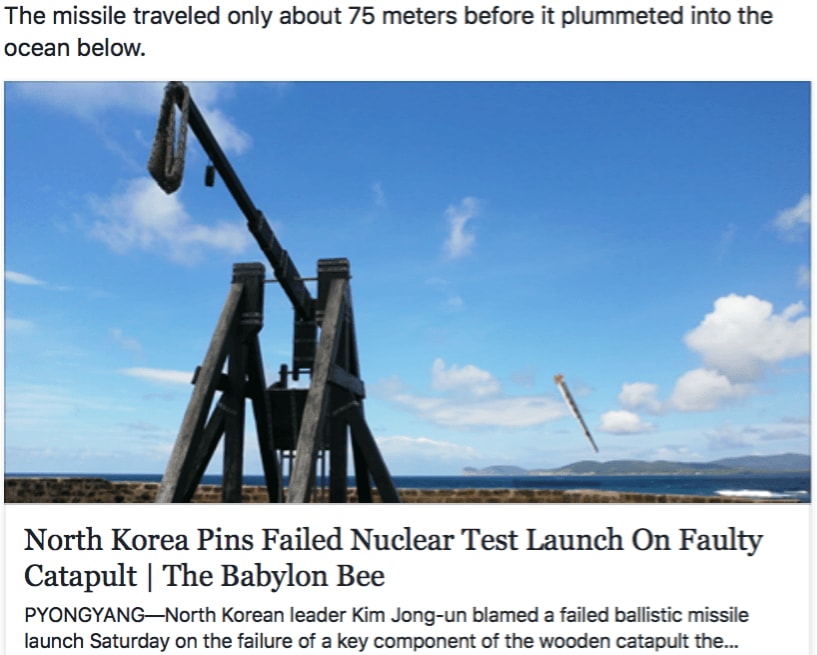 The missile traveled only about 75 meters before it plummeted into the
ocean below.
North Korea Pins Failed Nuclear Test Launch On Faulty
Catapult | The Babylon Bee
PYONGYANG—North Korean leader Kim Jong-un blamed a failed ballistic missile
launch Saturday on the failure of a key component of the wooden catapult the...